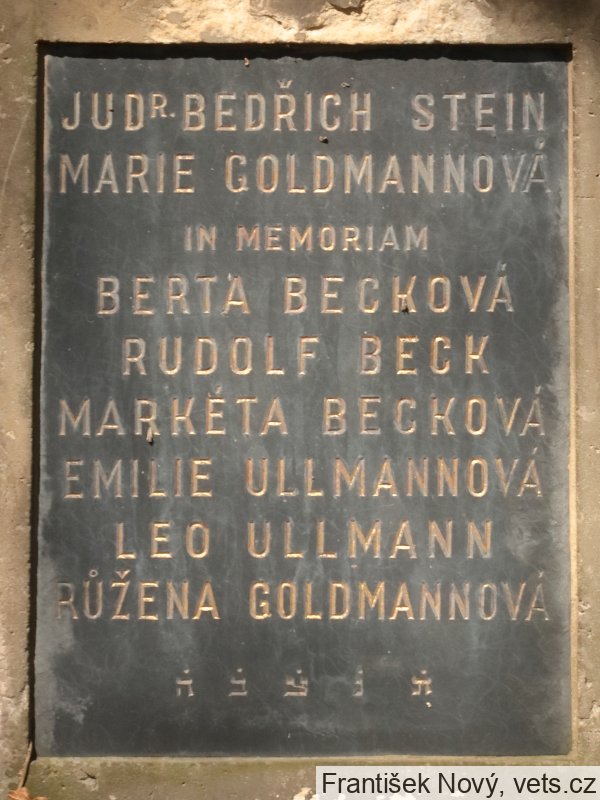 JUDR. BEDŘICH STEIN
MARIE GOLDMANNOVÁ
IN MEMORIAM
BERTA BECKOVÁ
RUDOLF BECK
MARKÉTA BECKOVÁ
EMILIE ULLMANNOVÁ
LEO ULLMANN
RŮŽENA GOLDMANNOVÁ
ת נ צ ב ה
František Nový, vets.cz